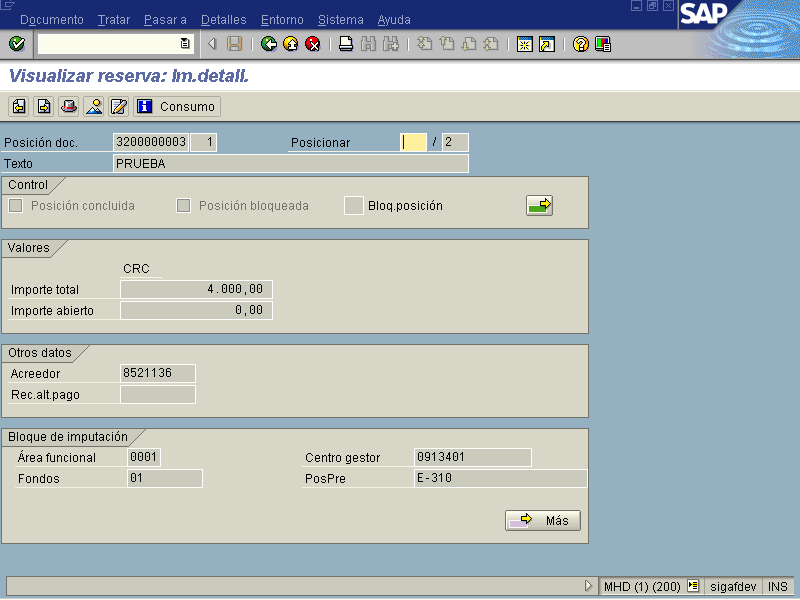 Documento Tratar Pasar a Detalles Entorno Sistema Ayuda
SAP
Visualizar reserva: Im.detall.
Consumo
Posición doc. 3200000003 1 Posicionar / 2
Texto PRUEBA
Control
Posición concluida Posición bloqueada Bloq.posición
Valores
CRC
Importe total 4.000,00
Importe abierto 0,00
Otros datos
Acreedor 8521136
Rec.alt.pago
Bloque de imputación
Área funcional 0001 Centro gestor 0913401
Fondos 01 PosPre E-310
Más
MHD (1) (200) sigafdev INS